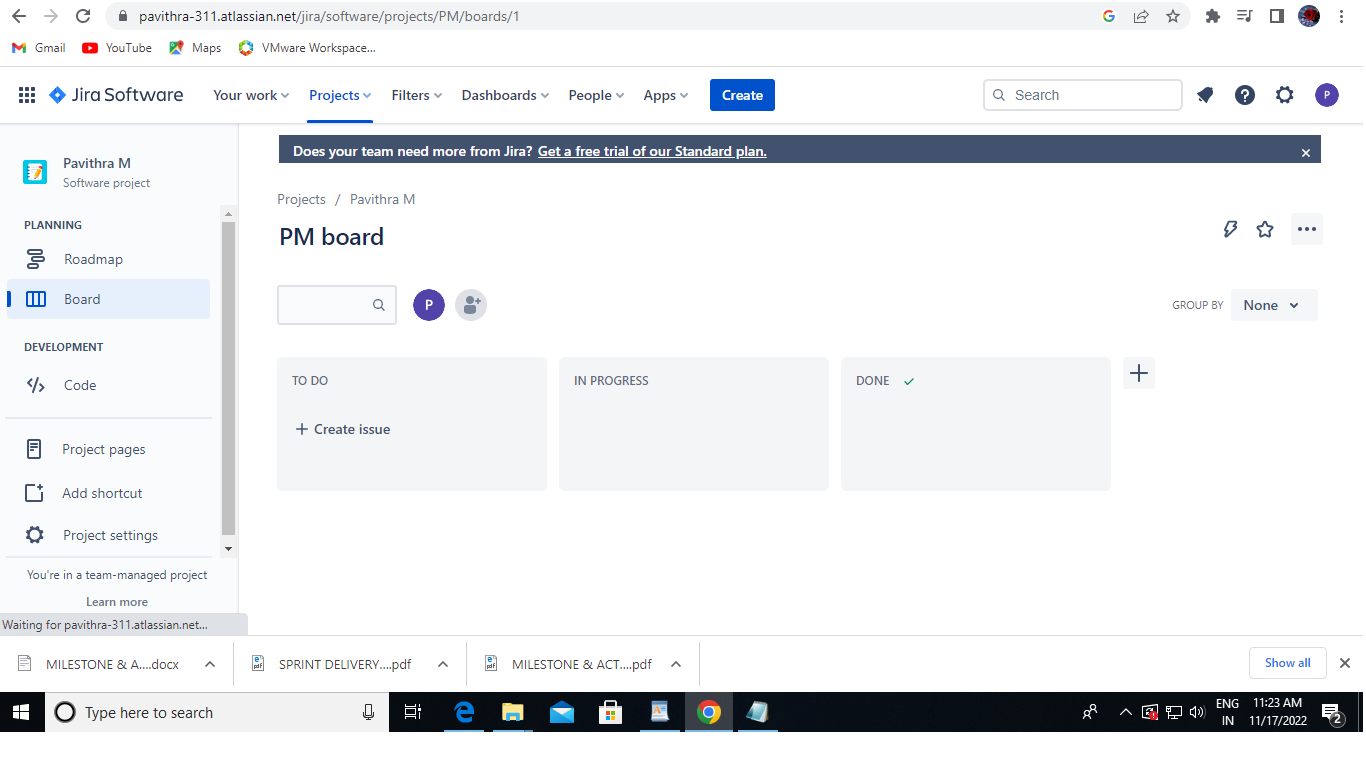 pavithra-311.atlassian.net/jira/software/projects/PM/boards/1
Gmail YouTube Maps VMware Workspace...
Jira Software Your work Projects Filters Dashboards People Apps Create Search P
Does your team need more from Jira? Get a free trial of our Standard plan.
Pavithra M
Software project
Projects / Pavithra M
PM board
PLANNING
Roadmap
Board
P
GROUP BY None
DEVELOPMENT
Code
TO DO IN PROGRESS DONE
Create issue
Project pages
Add shortcut
Project settings
You're in a team-managed project
Learn more
Waiting for pavithra-311.atlassian.net...
MILESTONE & A....docx SPRINT DELIVERY....pdf MILESTONE & ACT....pdf Show all
Type here to search
ENG
IN
11:23 AM
11/17/2022
2